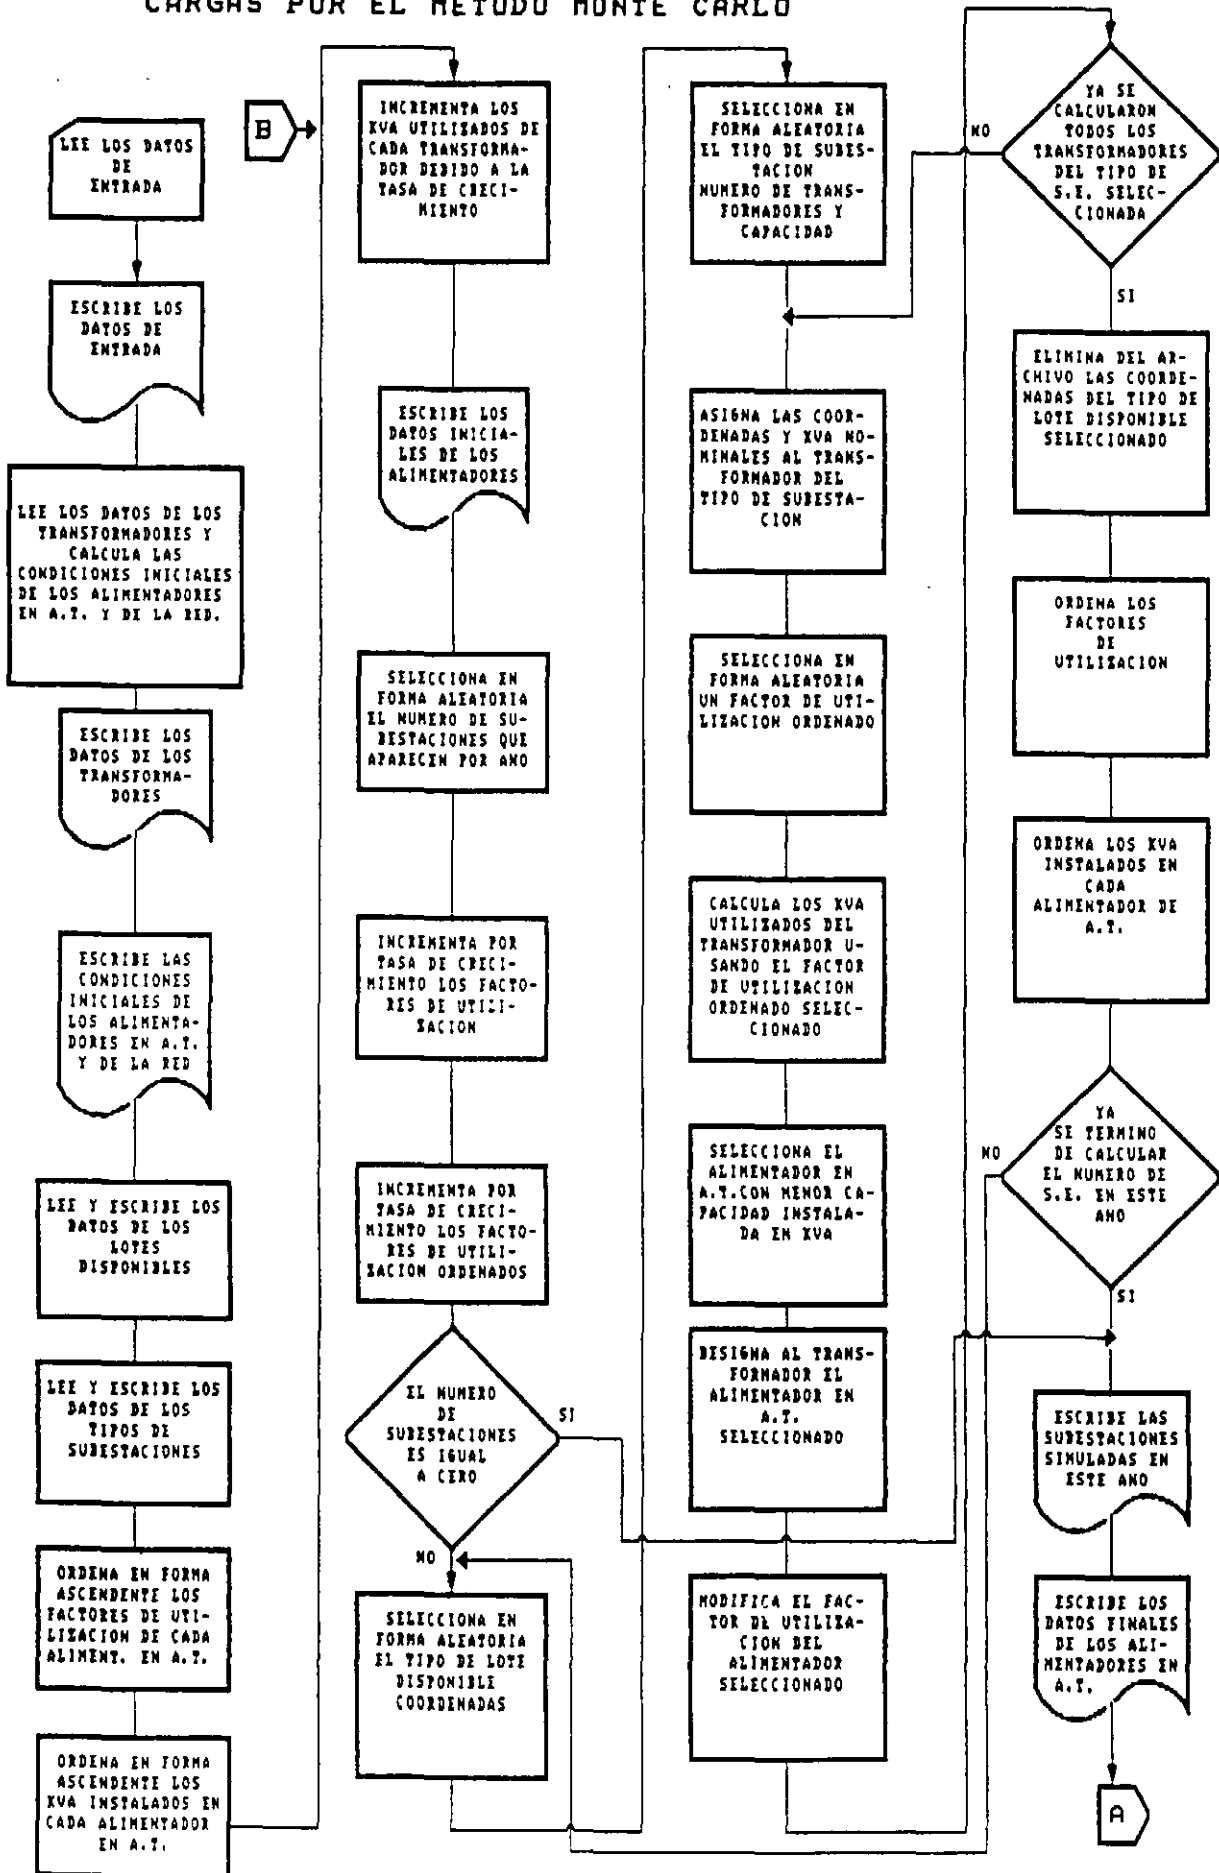 CARGAS POR EL METODO MONTE CARLO
LEE LOS DATOS
DE
ENTRADA
ESCRIBE LOS
DATOS DE
ENTRADA
LEE LOS DATOS DE LOS
TRANSFORMADORES Y
CALCULA LAS
CONDICIONES INICIALES
DE LOS ALIMENTADORES
EN A.T. Y DE LA RED.
ESCRIBE LOS
DATOS DE LOS
TRANSFORMA-
DORES
ESCRIBE LAS
CONDICIONES
INICIALES DE
LOS ALIMENTA-
DORES EN A.T.
Y DE LA RED
LEE Y ESCRIBE LOS
DATOS DE LOS
LOTES
DISPONIBLES
LEE Y ESCRIBE LOS
DATOS DE LOS
TIPOS DE
SUBESTACIONES
ORDENA EN FORMA
ASCENDENTE LOS
FACTORES DE UTI-
LIZACION DE CADA
ALIMENT. EN A.T.
ORDENA EN FORMA
ASCENDENTE LOS
KVA INSTALADOS EN
CADA ALIMENTADOR
EN A.T.
B
INCREMENTA LOS
KVA UTILIZADOS DE
CADA TRANSFORMA-
DOR DEBIDO A LA
TASA DE CRECI-
MIENTO
ESCRIBE LOS
DATOS INICIA-
LES DE LOS
ALIMENTADORES
SELECCIONA EN
FORMA ALEATORIA
EL NUMERO DE SU-
BESTACIONES QUE
APARECEN POR ANO
INCREMENTA POR
TASA DE CRECI-
MIENTO LOS FACTO-
RES DE UTILI-
ZACION
INCREMENTA POR
TASA DE CRECI-
MIENTO LOS FACTO-
RES DE UTILI-
ZACION ORDENADOS
EL NUMERO
DE
SUBESTACIONES
ES IGUAL
A CERO
SI
NO
SELECCIONA EN
FORMA ALEATORIA
EL TIPO DE LOTE
DISPONIBLE
COORDENADAS
SELECCIONA EN
FORMA ALEATORIA
EL TIPO DE SUBES-
TACION
NUMERO DE TRANS-
FORMADORES Y
CAPACIDAD
ASIGNA LAS COOR-
DENADAS Y KVA NO-
MINALES AL TRANS-
FORMADOR DEL
TIPO DE SUBESTA-
CION
SELECCIONA EN
FORMA ALEATORIA
UN FACTOR DE UTI-
LIZACION ORDENADO
CALCULA LOS KVA
UTILIZADOS DEL
TRANSFORMADOR U-
SANDO EL FACTOR
DE UTILIZACION
ORDENADO SELEC-
CIONADO
SELECCIONA EL
ALIMENTADOR EN
A.T.CON MENOR CA-
PACIDAD INSTALA-
DA EN KVA
DESIGNA AL TRANS-
FORMADOR EL
ALIMENTADOR EN
A.T.
SELECCIONADO
MODIFICA EL FAC-
TOR DE UTILIZA-
CION DEL
ALIMENTADOR
SELECCIONADO
YA SE
CALCULARON
TODOS LOS
TRANSFORMADORES
DEL TIPO DE
S.E. SELEC-
CIONADA
NO
SI
ELIMINA DEL AR-
CHIVO LAS COORDE-
NADAS DEL TIPO DE
LOTE DISPONIBLE
SELECCIONADO
ORDENA LOS
FACTORES
DE
UTILIZACION
ORDENA LOS KVA
INSTALADOS EN
CADA
ALIMENTADOR DE
A.T.
YA
SE TERMINO
DE CALCULAR
EL NUMERO DE
S.E. EN ESTE
ANO
NO
SI
ESCRIBE LAS
SUBESTACIONES
SIMULADAS EN
ESTE ANO
ESCRIBE LOS
DATOS FINALES
DE LOS ALI-
MENTADORES EN
A.T.
A